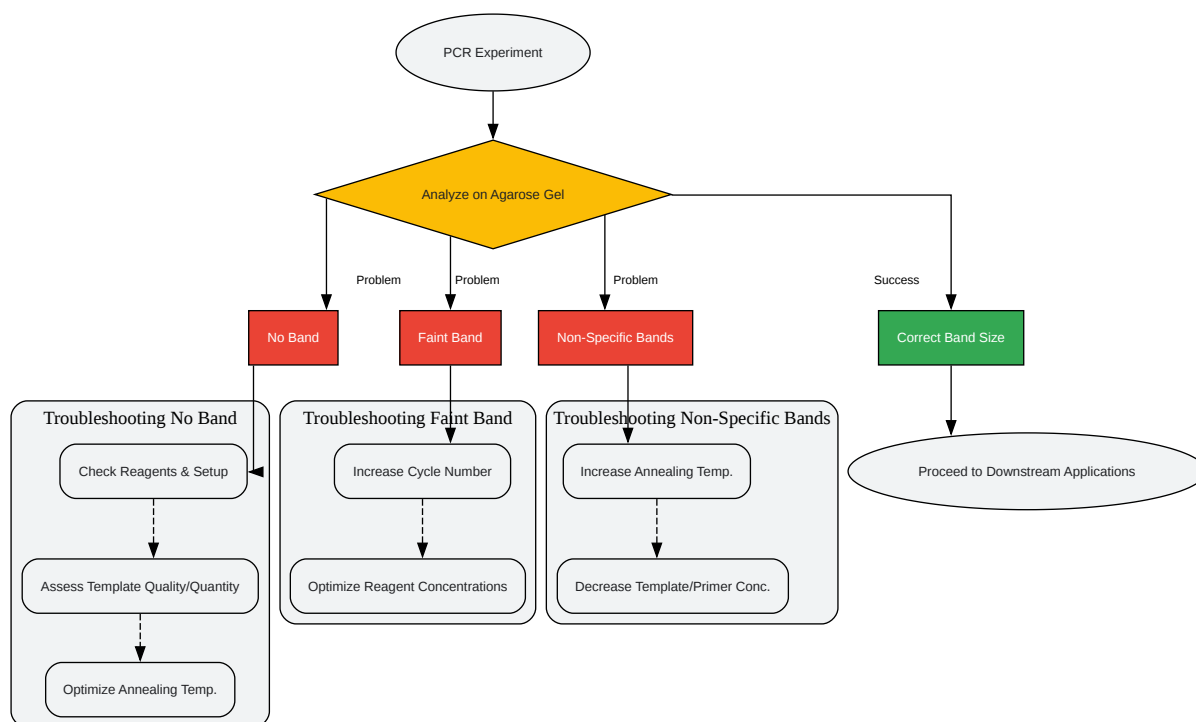 PCR Experiment
Analyze on Agarose Gel
Problem
Problem
Problem
Success
No Band
Faint Band
Non-Specific Bands
Correct Band Size
Troubleshooting No Band
Troubleshooting Faint Band
Troubleshooting Non-Specific Bands
Check Reagents & Setup
Increase Cycle Number
Increase Annealing Temp.
Proceed to Downstream Applications
Assess Template Quality/Quantity
Optimize Reagent Concentrations
Decrease Template/Primer Conc.
Optimize Annealing Temp.